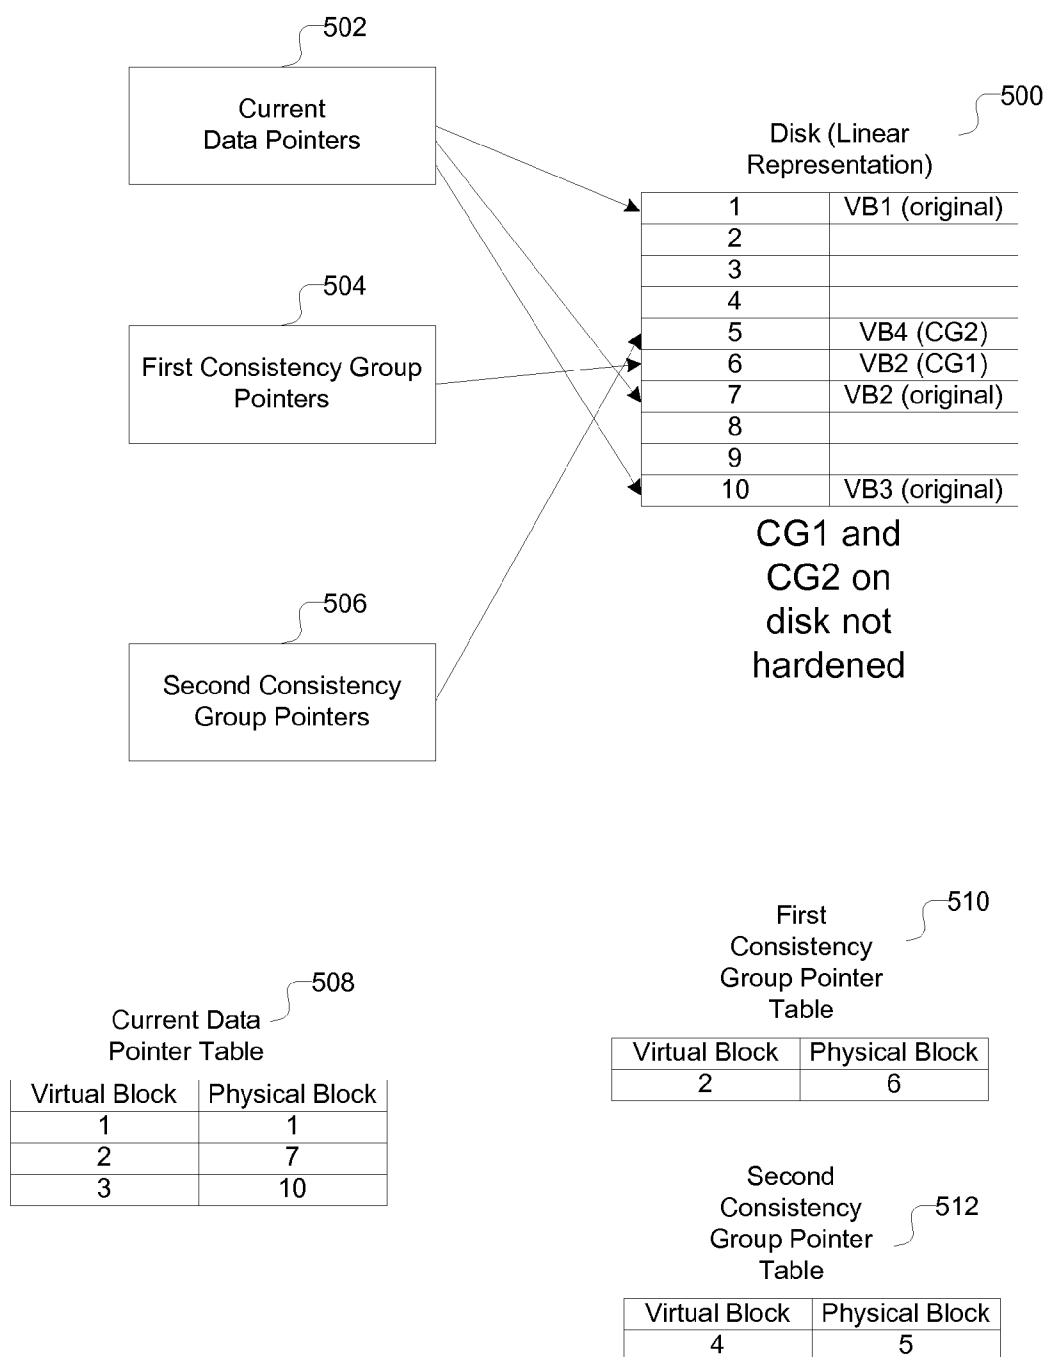 502
Current
Data Pointers
500
Disk (Linear
Representation)
1 VB1 (original)
2
3
4
5 VB4 (CG2)
6 VB2 (CG1)
7 VB2 (original)
8
9
10 VB3 (original)
CG1 and
CG2 on
disk not
hardened
504
First Consistency Group
Pointers
506
Second Consistency
Group Pointers
508
Current Data
Pointer Table
Virtual Block Physical Block
1 1
2 7
3 10
510
First
Consistency
Group Pointer
Table
Virtual Block Physical Block
2 6
512
Second
Consistency
Group Pointer
Table
Virtual Block Physical Block
4 5